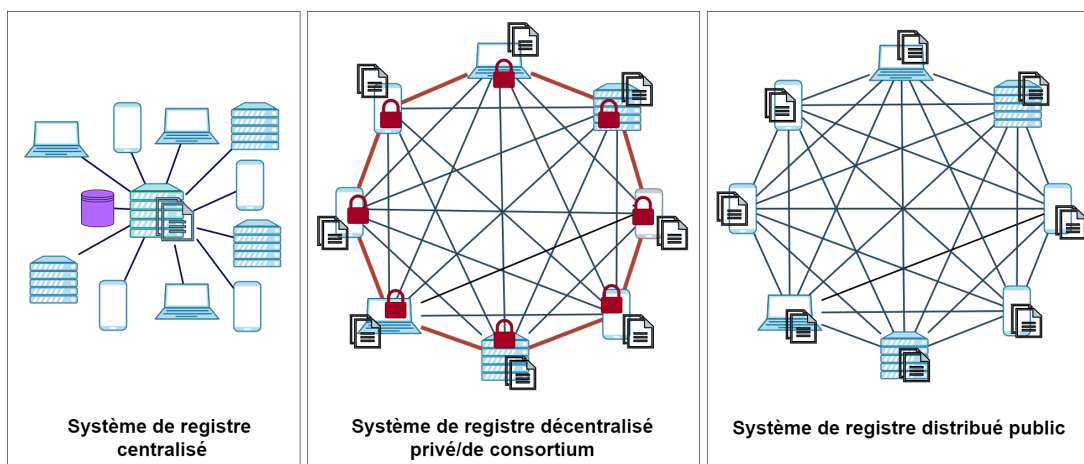 Système de registre
centralisé
Système de registre décentralisé
privé/de consortium
Système de registre distribué public